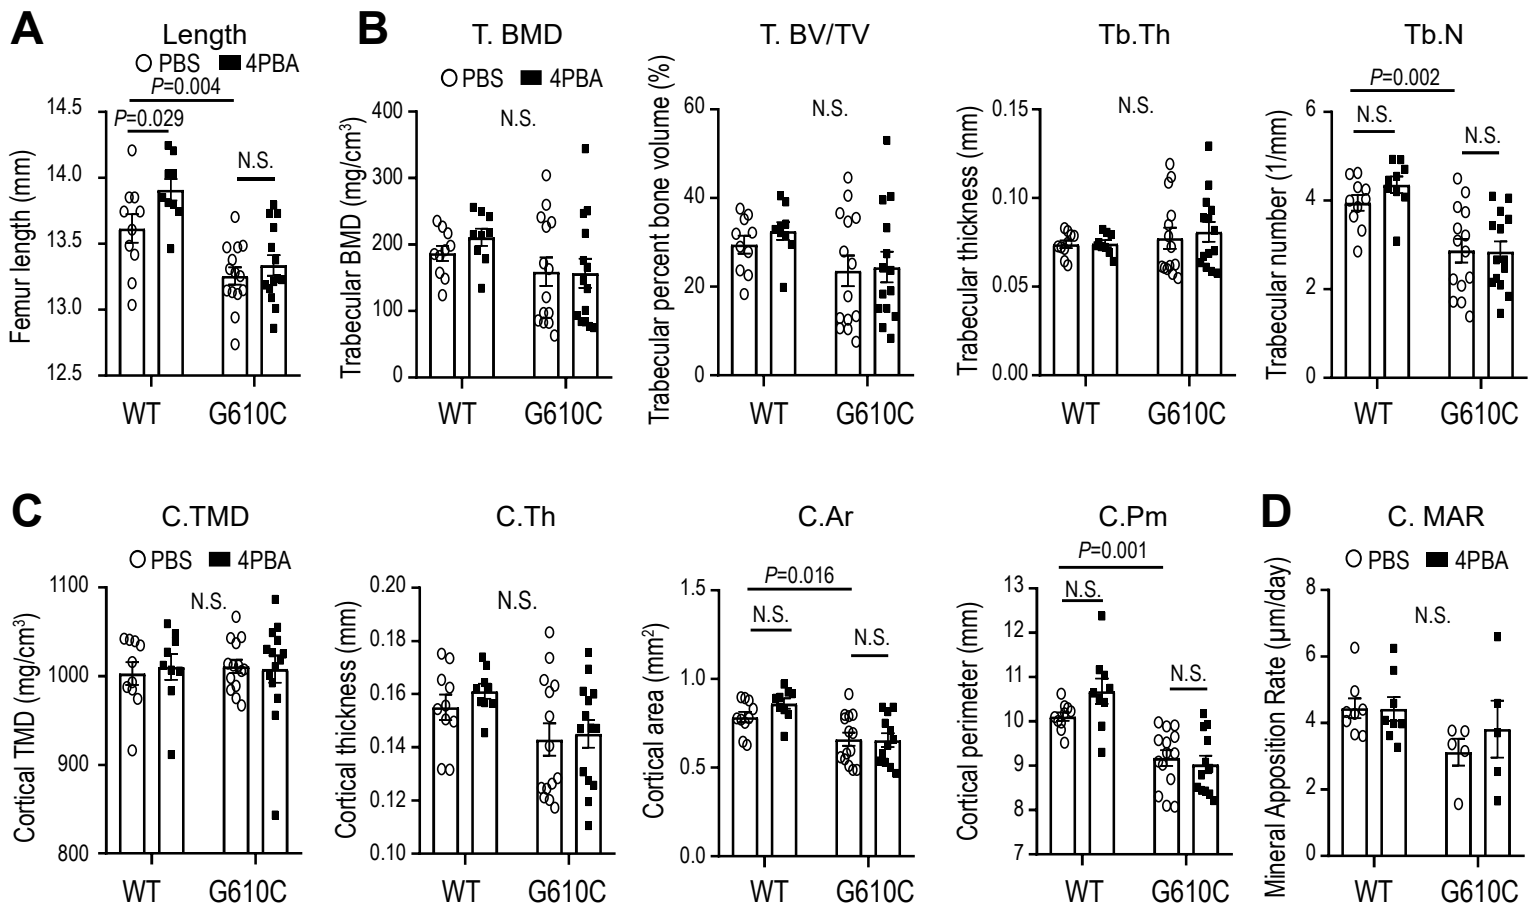 A
Length
PBS 4PBA
P=0.004
P=0.029
N.S.
Femur length (mm)
14.5
14.0
13.5
13.0
12.5
WT G610C
B
T. BMD
PBS 4PBA
N.S.
Trabecular BMD (mg/cm³)
400
300
200
100
0
WT G610C
T. BV/TV
N.S.
Trabecular percent bone volume (%)
60
40
20
0
WT G610C
Tb.Th
N.S.
Trabecular thickness (mm)
0.15
0.10
0.05
0.00
WT G610C
Tb.N
P=0.002
N.S.
N.S.
Trabecular number (1/mm)
6
4
2
0
WT G610C
C
C.TMD
PBS 4PBA
N.S.
Cortical TMD (mg/cm³)
1100
1000
900
800
WT G610C
C.Th
N.S.
Cortical thickness (mm)
0.20
0.18
0.16
0.14
0.12
0.10
WT G610C
C.Ar
P=0.016
N.S.
N.S.
Cortical area (mm²)
1.5
1.0
0.5
0.0
WT G610C
C.Pm
P=0.001
N.S.
N.S.
Cortical perimeter (mm)
13
12
11
10
9
8
7
WT G610C
D
C. MAR
PBS 4PBA
N.S.
Mineral Apposition Rate (µm/day)
8
6
4
2
0
WT G610C